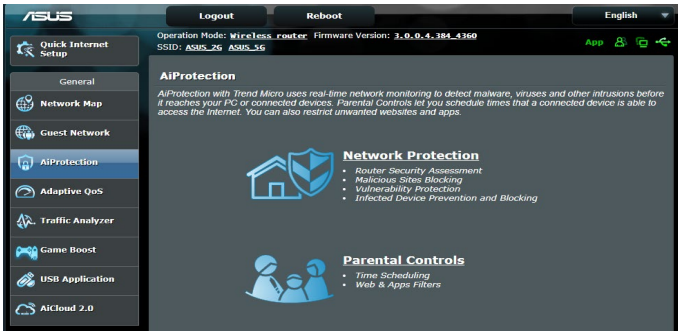 ASUS
Logout
Reboot
English
Quick Internet
Setup
Operation Mode: Wireless router Firmware Version: 3.0.0.4.384_4360
SSID: ASUS_2G ASUS_5G
App
General
Network Map
Guest Network
AiProtection
Adaptive QoS
Traffic Analyzer
Game Boost
USB Application
AiCloud 2.0
AiProtection
AiProtection with Trend Micro uses real-time network monitoring to detect malware, viruses and other intrusions before
it reaches your PC or connected devices. Parental Controls let you schedule times that a connected device is able to
access the Internet. You can also restrict unwanted websites and apps.
Network Protection
• Router Security Assessment
• Malicious Sites Blocking
• Vulnerability Protection
• Infected Device Prevention and Blocking
Parental Controls
• Time Scheduling
• Web & Apps Filters